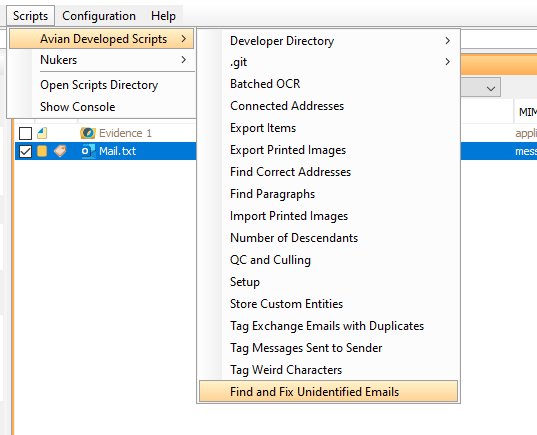 Scripts Configuration Help
Avian Developed Scripts
Nukers
Open Scripts Directory
Show Console
Developer Directory
.git
Batched OCR
Connected Addresses
Export Items
Export Printed Images
Find Correct Addresses
Find Paragraphs
Import Printed Images
Number of Descendants
QC and Culling
Setup
Store Custom Entities
Tag Exchange Emails with Duplicates
Tag Messages Sent to Sender
Tag Weird Characters
Find and Fix Unidentified Emails
MIM
Evidence 1 appli
Mail.txt mess